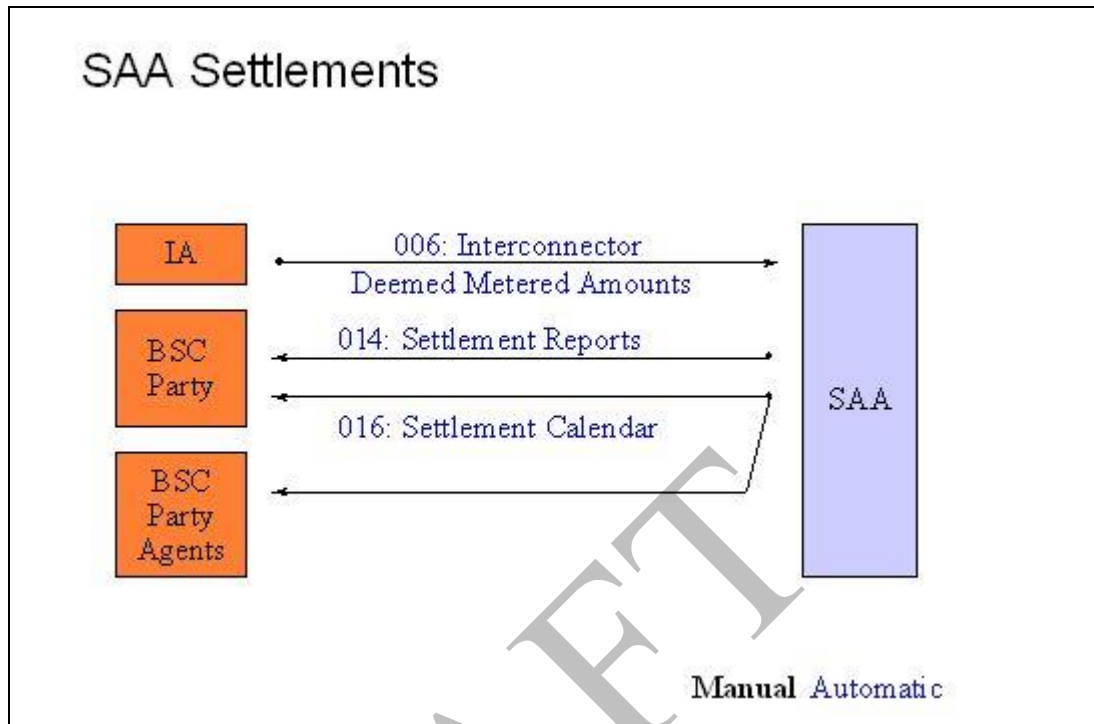 SAA Settlements
IA
006: Interconnector
Deemed Metered Amounts
BSC
Party
014: Settlement Reports
016: Settlement Calendar
SAA
BSC
Party
Agents
Manual Automatic